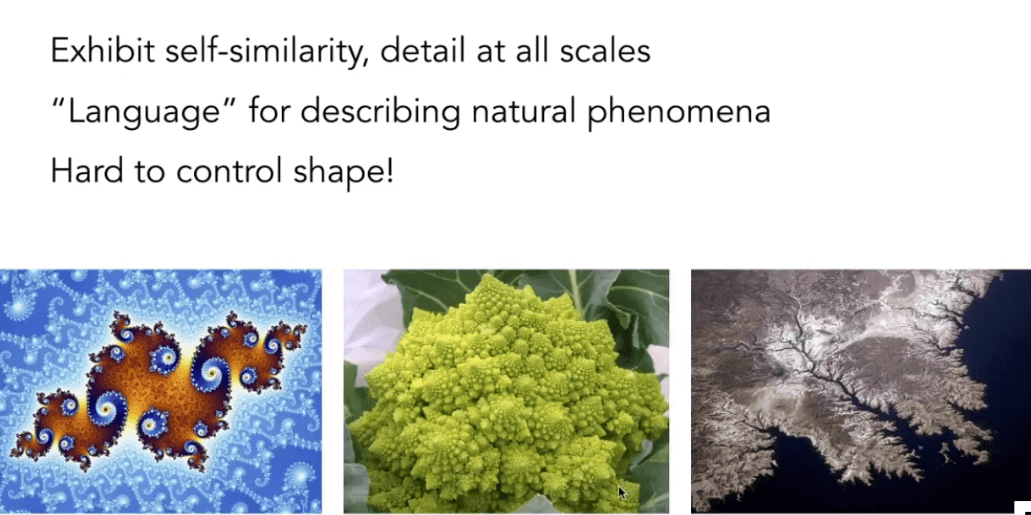 Exhibit self-similarity, detail at all scales
“Language” for describing natural phenomena
Hard to control shape!